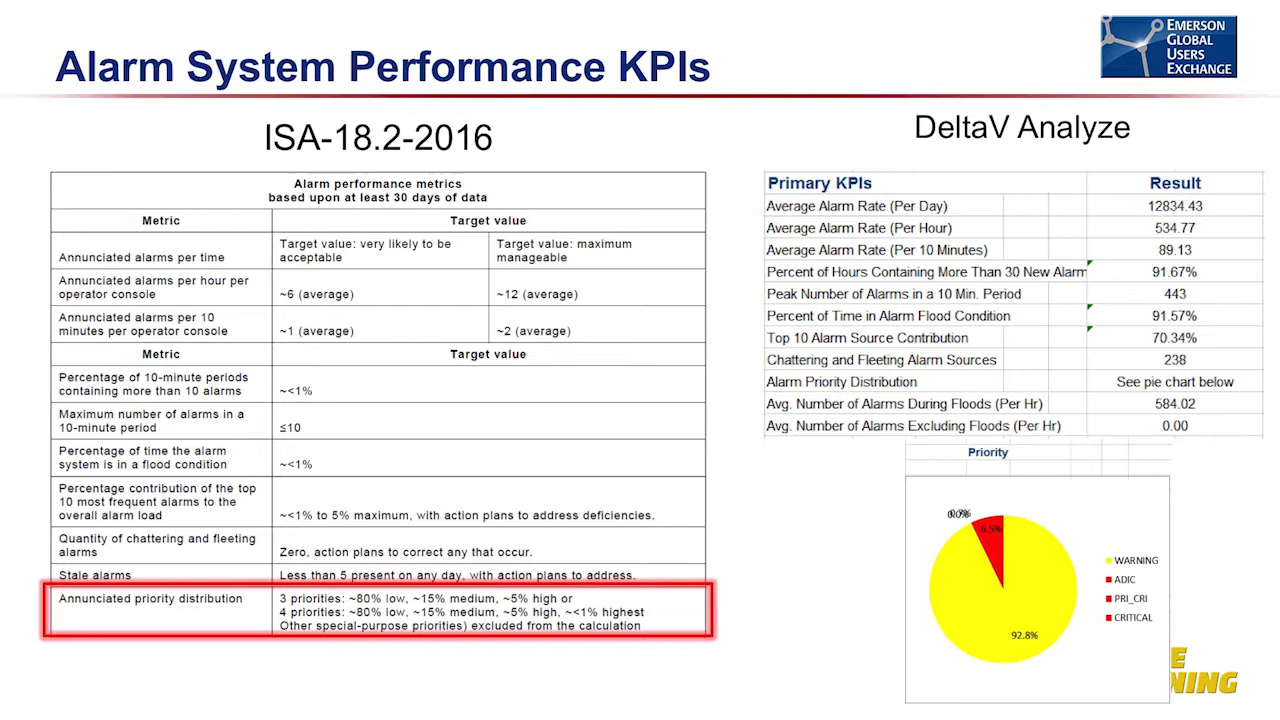 Alarm System Performance KPIs
EMERSON
GLOBAL
USERS
EXCHANGE
ISA-18.2-2016
Alarm performance metrics
based upon at least 30 days of data
Metric Target value
Annunciated alarms per time Target value: very likely to be
acceptable Target value: maximum
manageable
Annunciated alarms per hour per
operator console ~6 (average) ~12 (average)
Annunciated alarms per 10
minutes per operator console ~1 (average) ~2 (average)
Metric Target value
Percentage of 10-minute periods
containing more than 10 alarms ~<1%
Maximum number of alarms in a
10-minute period ≤10
Percentage of time the alarm
system is in a flood condition ~<1%
Percentage contribution of the top
10 most frequent alarms to the
overall alarm load ~<1% to 5% maximum, with action plans to address deficiencies.
Quantity of chattering and fleeting
alarms Zero, action plans to correct any that occur.
Stale alarms Less than 5 present on any day, with action plans to address.
Annunciated priority distribution 3 priorities: ~80% low, ~15% medium, ~5% high or
4 priorities: ~80% low, ~15% medium, ~5% high, ~<1% highest
Other special-purpose priorities) excluded from the calculation
DeltaV Analyze
Primary KPIs Result
Average Alarm Rate (Per Day) 12834.43
Average Alarm Rate (Per Hour) 534.77
Average Alarm Rate (Per 10 Minutes) 89.13
Percent of Hours Containing More Than 30 New Alarm 91.67%
Peak Number of Alarms in a 10 Min. Period 443
Percent of Time in Alarm Flood Condition 91.57%
Top 10 Alarm Source Contribution 70.34%
Chattering and Fleeting Alarm Sources 238
Alarm Priority Distribution See pie chart below
Avg. Number of Alarms During Floods (Per Hr) 584.02
Avg. Number of Alarms Excluding Floods (Per Hr) 0.00
Priority
6.5%
92.8%
WARNING
ADIC
PRI_CRI
CRITICAL